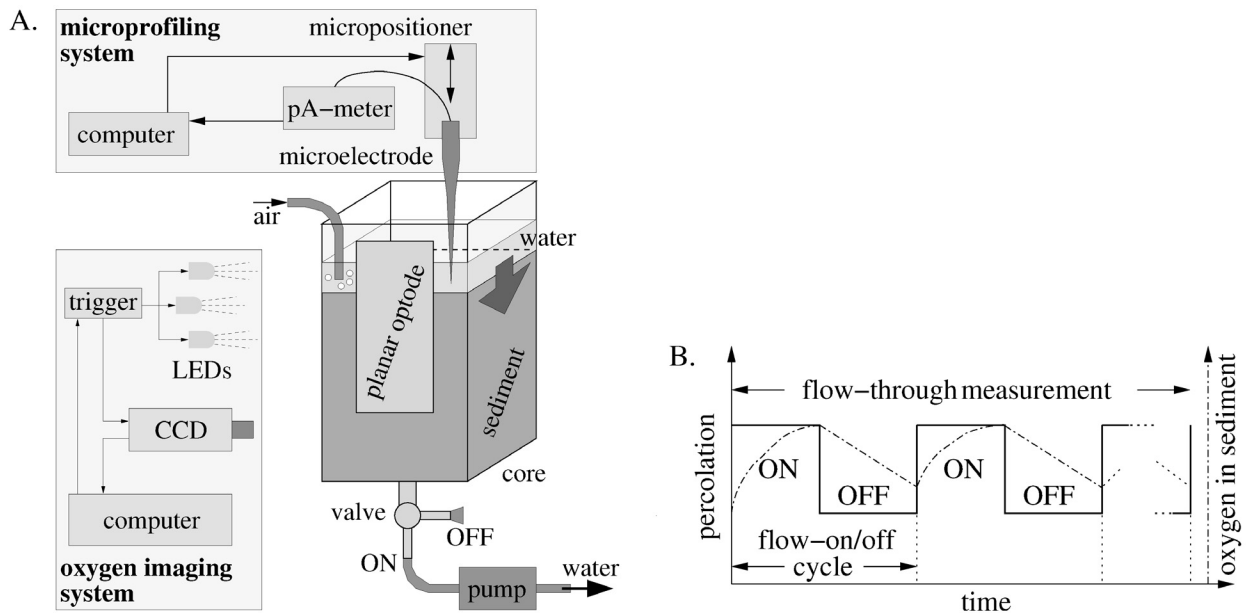 A.
microprofiling
system
micropositioner
pA−meter
computer
microelectrode
air
water
planar optode
sediment
core
trigger
LEDs
CCD
computer
oxygen imaging
system
valve
OFF
ON
pump
water
B.
flow−through measurement
percolation
ON
OFF
ON
OFF
oxygen in sediment
flow−on/off
cycle
time